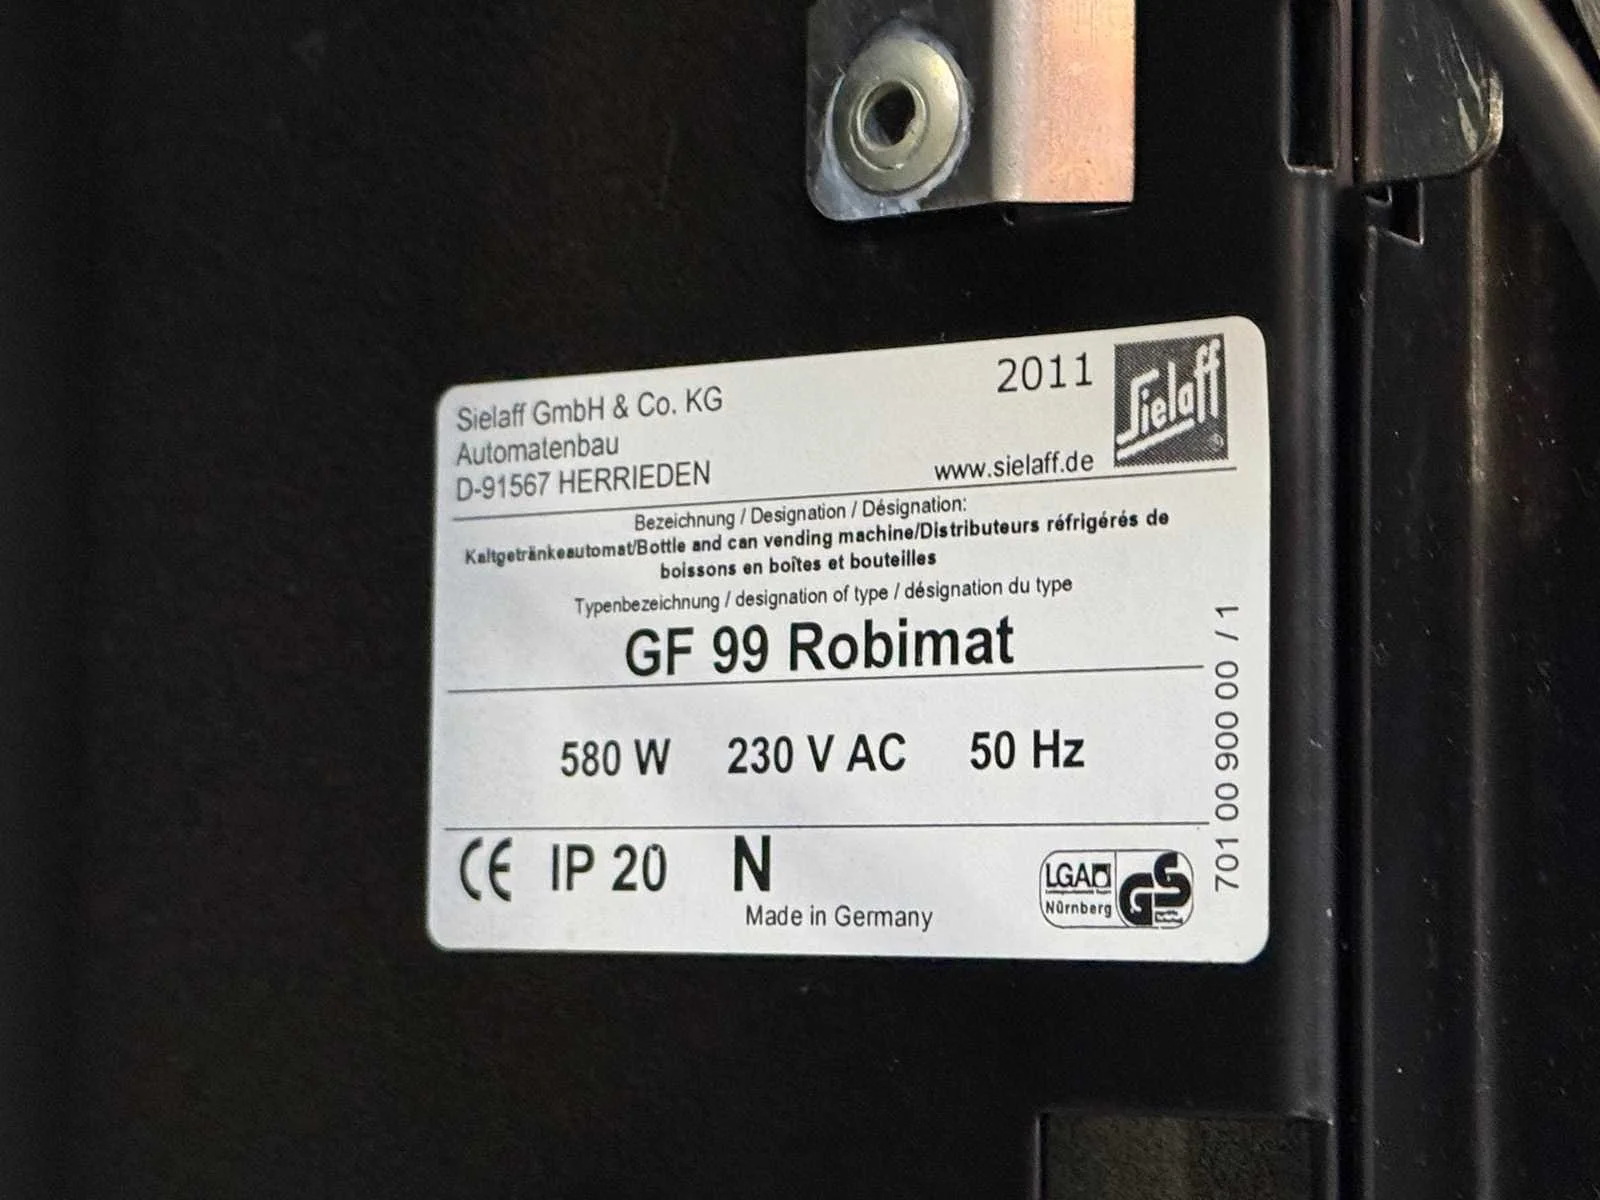 Sielaff GmbH & Co. KG
Automatenbau
D-91567 HERRIEDEN
2011
Sielaff
www.sielaff.de
Bezeichnung / Designation / Désignation:
Kaltgetränkeautomat/Bottle and can vending machine/Distributeurs réfrigérés de
boissons en boîtes et bouteilles
Typenbezeichnung / designation of type / désignation du type
GF 99 Robimat
580 W 230 V AC 50 Hz
CE IP 20 N
Made in Germany
LGA
Nürnberg
GS
701 00 900 00 / 1